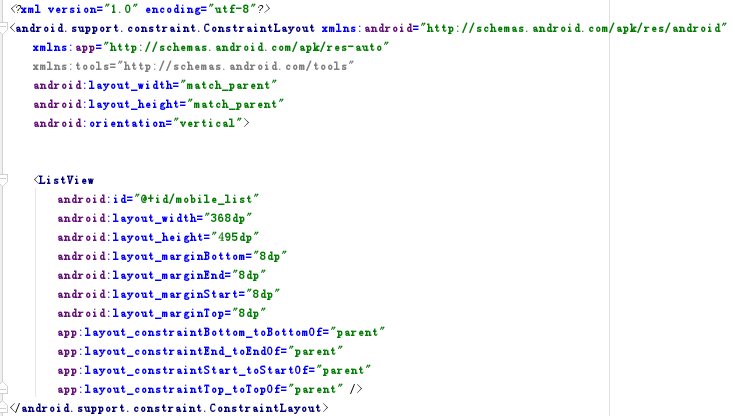 <?xml version="1.0" encoding="utf-8"?>
<android.support.constraint.ConstraintLayout xmlns:android="http://schemas.android.com/apk/res/android"
xmlns:app="http://schemas.android.com/apk/res-auto"
xmlns:tools="http://schemas.android.com/tools"
android:layout_width="match_parent"
android:layout_height="match_parent"
android:orientation="vertical">
<ListView
android:id="@+id/mobile_list"
android:layout_width="368dp"
android:layout_height="495dp"
android:layout_marginBottom="8dp"
android:layout_marginEnd="8dp"
android:layout_marginStart="8dp"
android:layout_marginTop="8dp"
app:layout_constraintBottom_toBottomOf="parent"
app:layout_constraintEnd_toEndOf="parent"
app:layout_constraintStart_toStartOf="parent"
app:layout_constraintTop_toTopOf="parent" />
</android.support.constraint.ConstraintLayout>